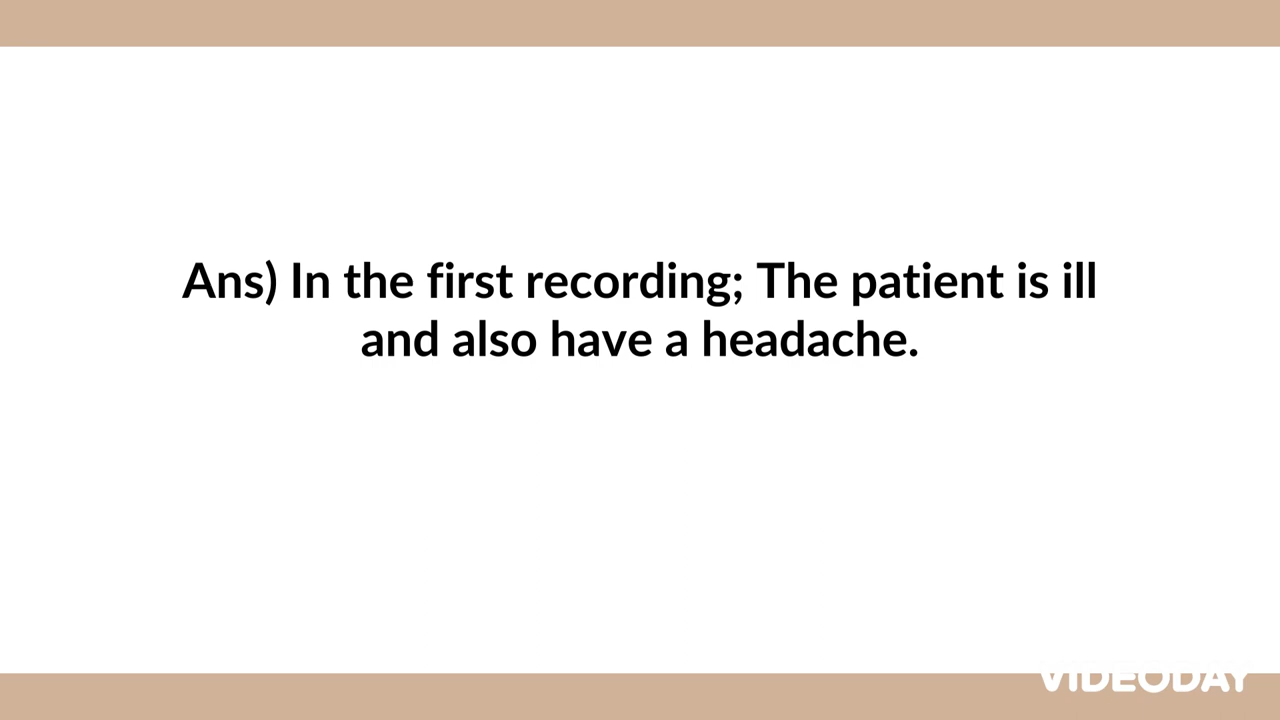 Ans) In the first recording; The patient is ill
and also have a headache.
VIDEODAY